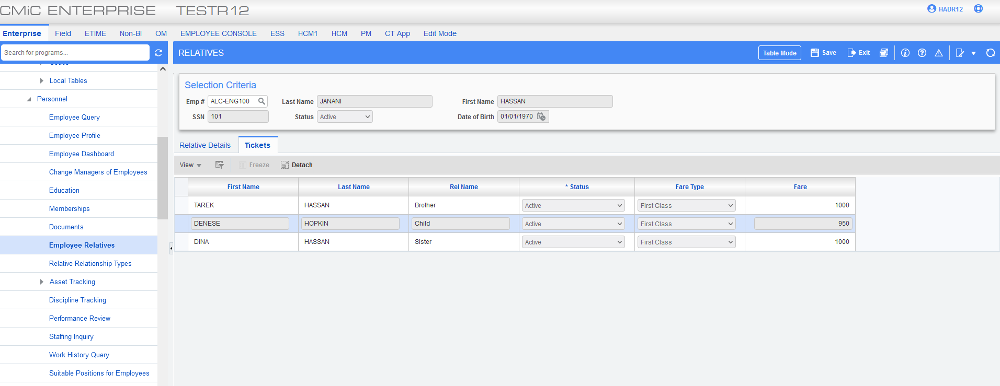 CMiC ENTERPRISE TESTR12 HADR12
Enterprise Field ETIME Non-BI OM EMPLOYEE CONSOLE ESS HCM1 HCM PM CT App Edit Mode
Search for programs...
RELATIVES Table Mode Save Exit
Local Tables
Personnel
Employee Query
Employee Profile
Employee Dashboard
Change Managers of Employees
Education
Memberships
Documents
Employee Relatives
Relative Relationship Types
Asset Tracking
Discipline Tracking
Performance Review
Staffing Inquiry
Work History Query
Suitable Positions for Employees
Selection Criteria
Emp # ALC-ENG100 Last Name JANANI First Name HASSAN
SSN 101 Status Active Date of Birth 01/01/1970
Relative Details Tickets
View Freeze Detach
First Name Last Name Rel Name * Status Fare Type Fare
TAREK HASSAN Brother Active First Class 1000
DENESE HOPKIN Child Active First Class 950
DINA HASSAN Sister Active First Class 1000